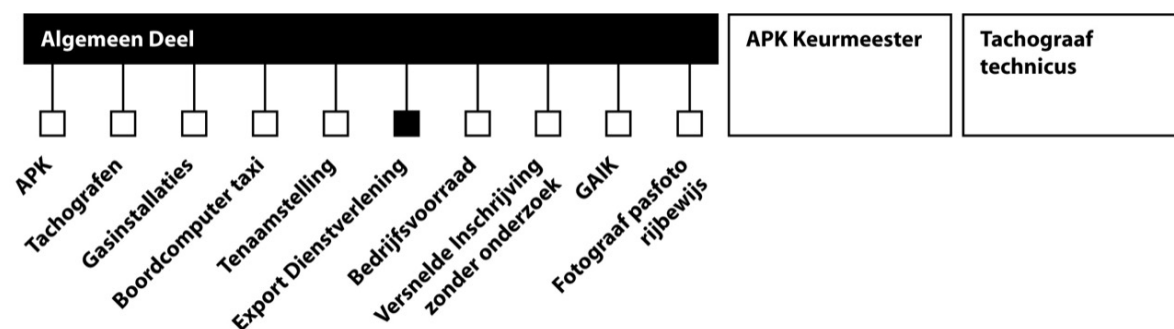 Algemeen Deel
APK Keurmeester
Tachograaf
technicus
APK
Tachografen
Gasinstallaties
Boordcomputer taxi
Tenaamstelling
Export Dienstverlening
Bedrijfsvoorraad
Versnelde Inschrijving
zonder onderzoek
GAIK
Fotograaf pasfoto
rijbewijs